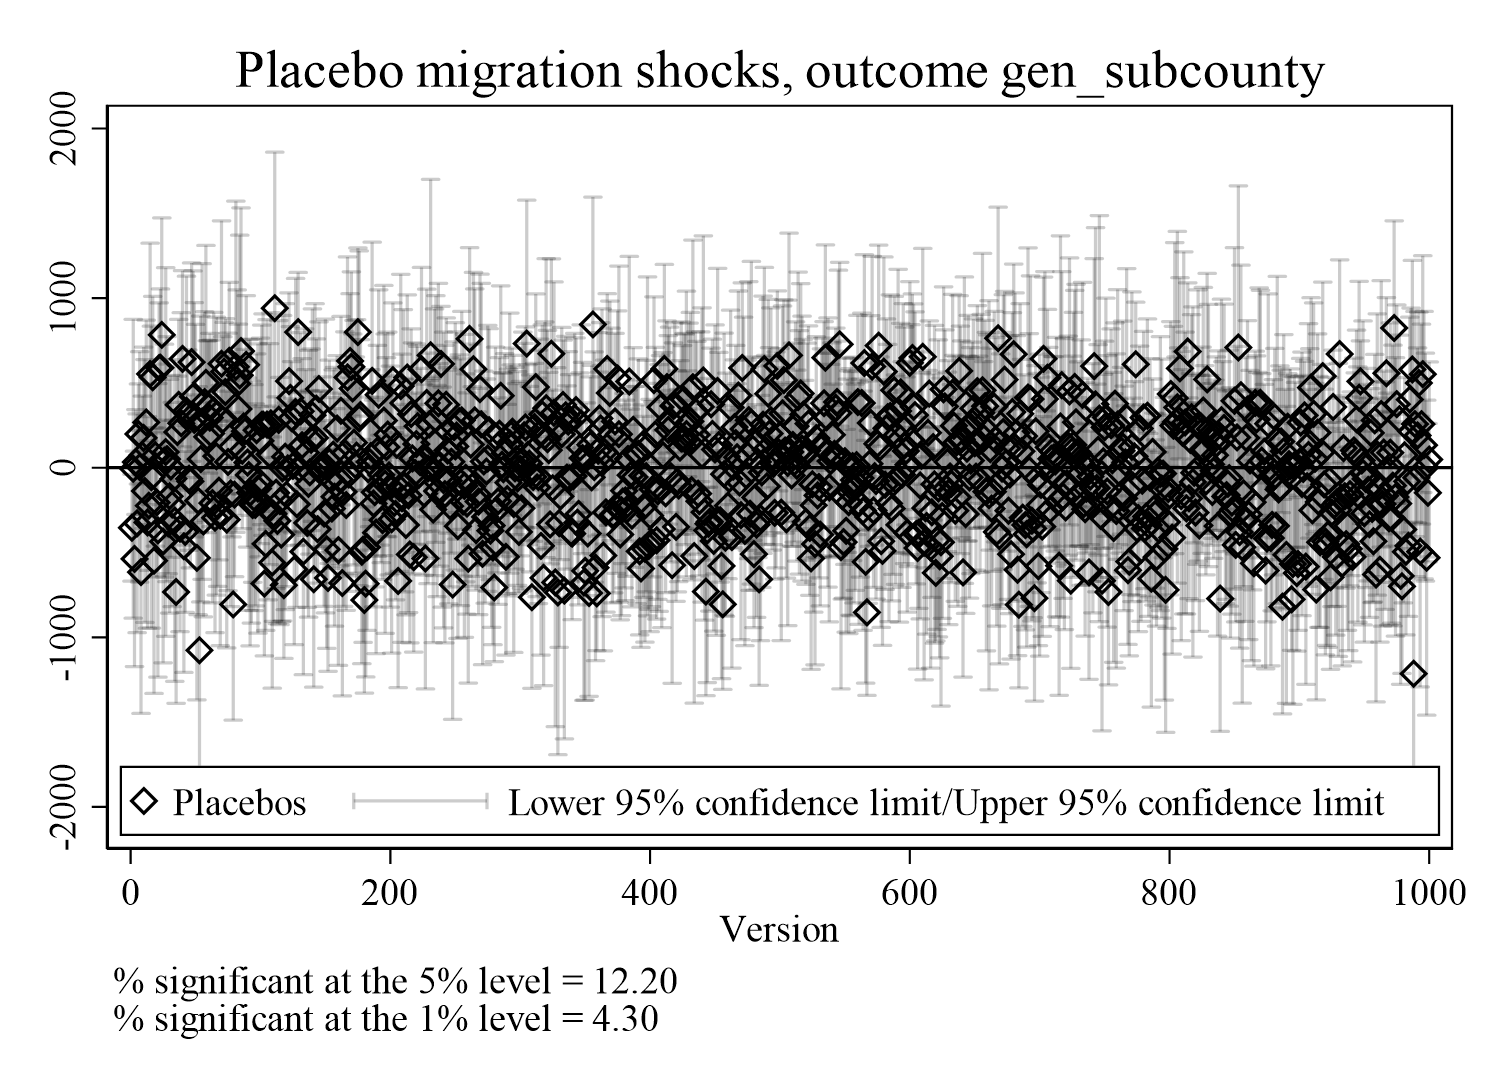 Placebo migration shocks, outcome gen_subcounty
2000
1000
0
-1000
-2000
Placebos
Lower 95% confidence limit/Upper 95% confidence limit
0 200 400 600 800 1000
Version
% significant at the 5% level = 12.20
% significant at the 1% level = 4.30